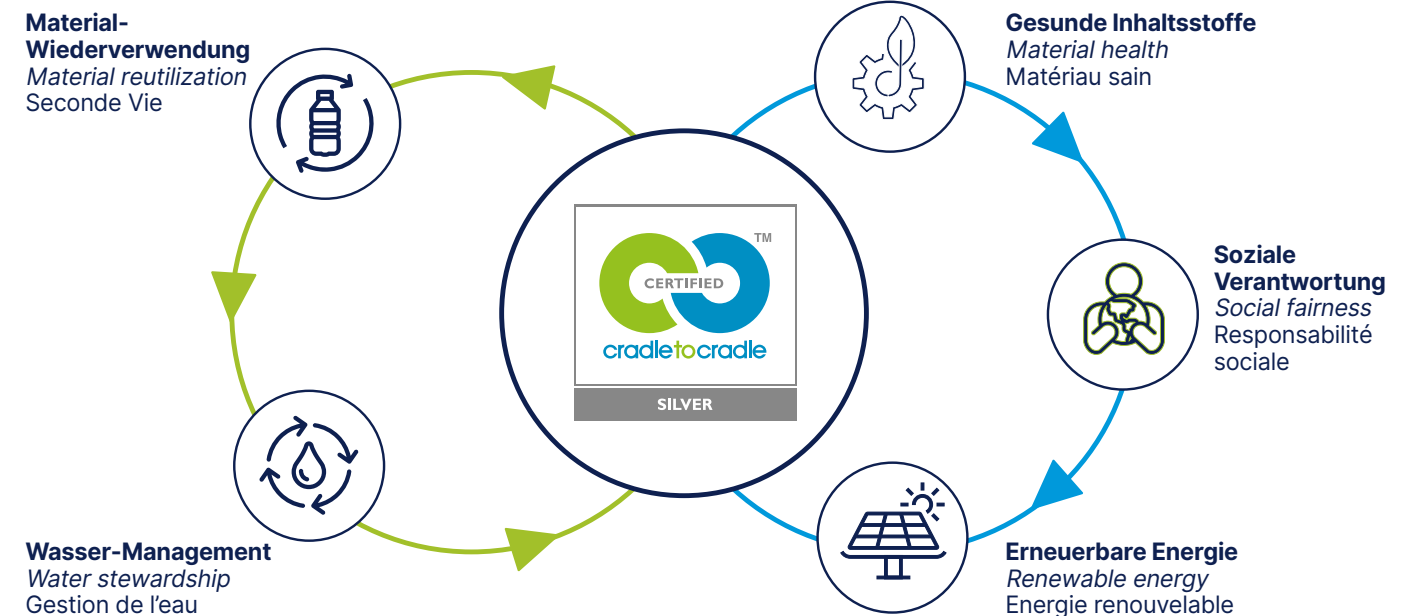 Material-
Wiederverwendung
Material reutilization
Seconde Vie
Gesunde Inhaltsstoffe
Material health
Matériau sain
TM
CERTIFIED
cradletocradle
SILVER
Soziale
Verantwortung
Social fairness
Responsabilité
sociale
Wasser-Management
Water stewardship
Gestion de l’eau
Erneuerbare Energie
Renewable energy
Energie renouvelable